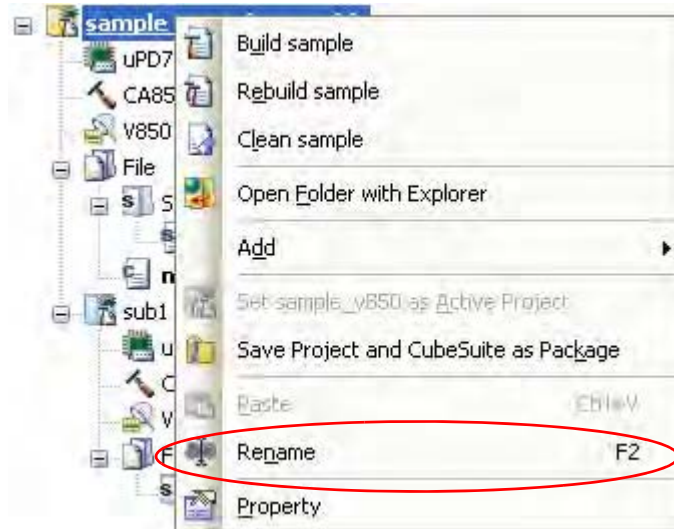 sample
Build sample
uPD7
Rebuild sample
CA85
V850
Clean sample
File
Open Folder with Explorer
S S
Add
s
c n
Set sample_v850 as Active Project
sub1
Save Project and CubeSuite as Package
u
C
Paste Ctrl+V
V
F
Rename F2
s
Property